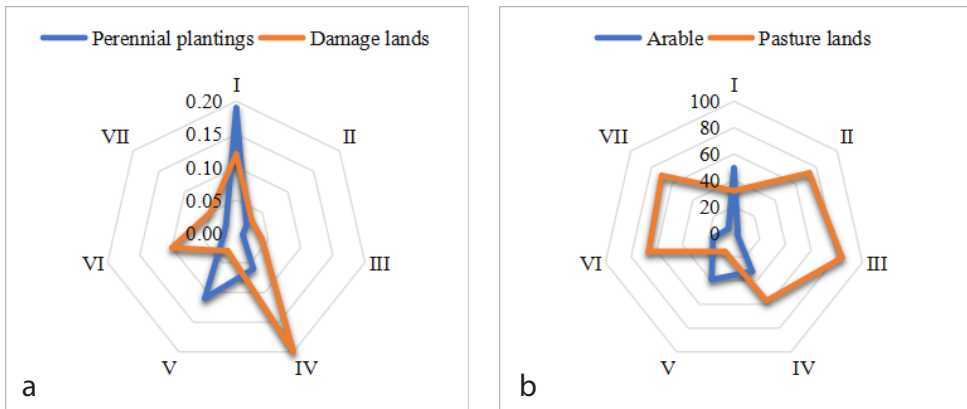 Perennial plantings Damage lands
I
0.20
0.15
0.10
0.05
0.00
II
III
IV
V
VI
VII
a
Arable Pasture lands
I
100
80
60
40
20
0
II
III
IV
V
VI
VII
b